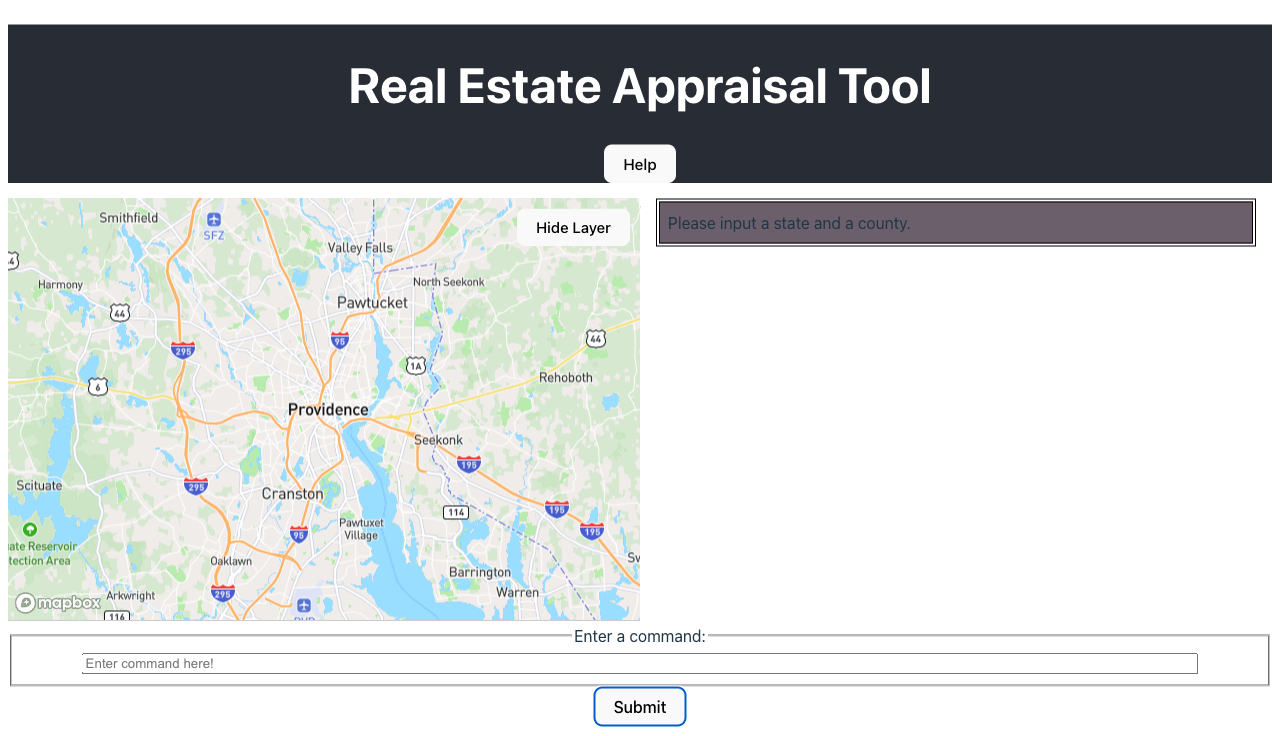 Real Estate Appraisal Tool
Help
Hide Layer
Please input a state and a county.
Smithfield
SFZ
Valley Falls
Harmony
North Seekonk
44
Pawtucket
295
95
44
1A
6
Rehoboth
Providence
Seekonk
195
Scituate
295
Cranston
114
195
Pawtuxet
Village
95
195
Reservoir
tection Area
Oaklawn
Barrington
295
Warren
mapbox
Arkwright
116
Enter a command:
Enter command here!
Submit